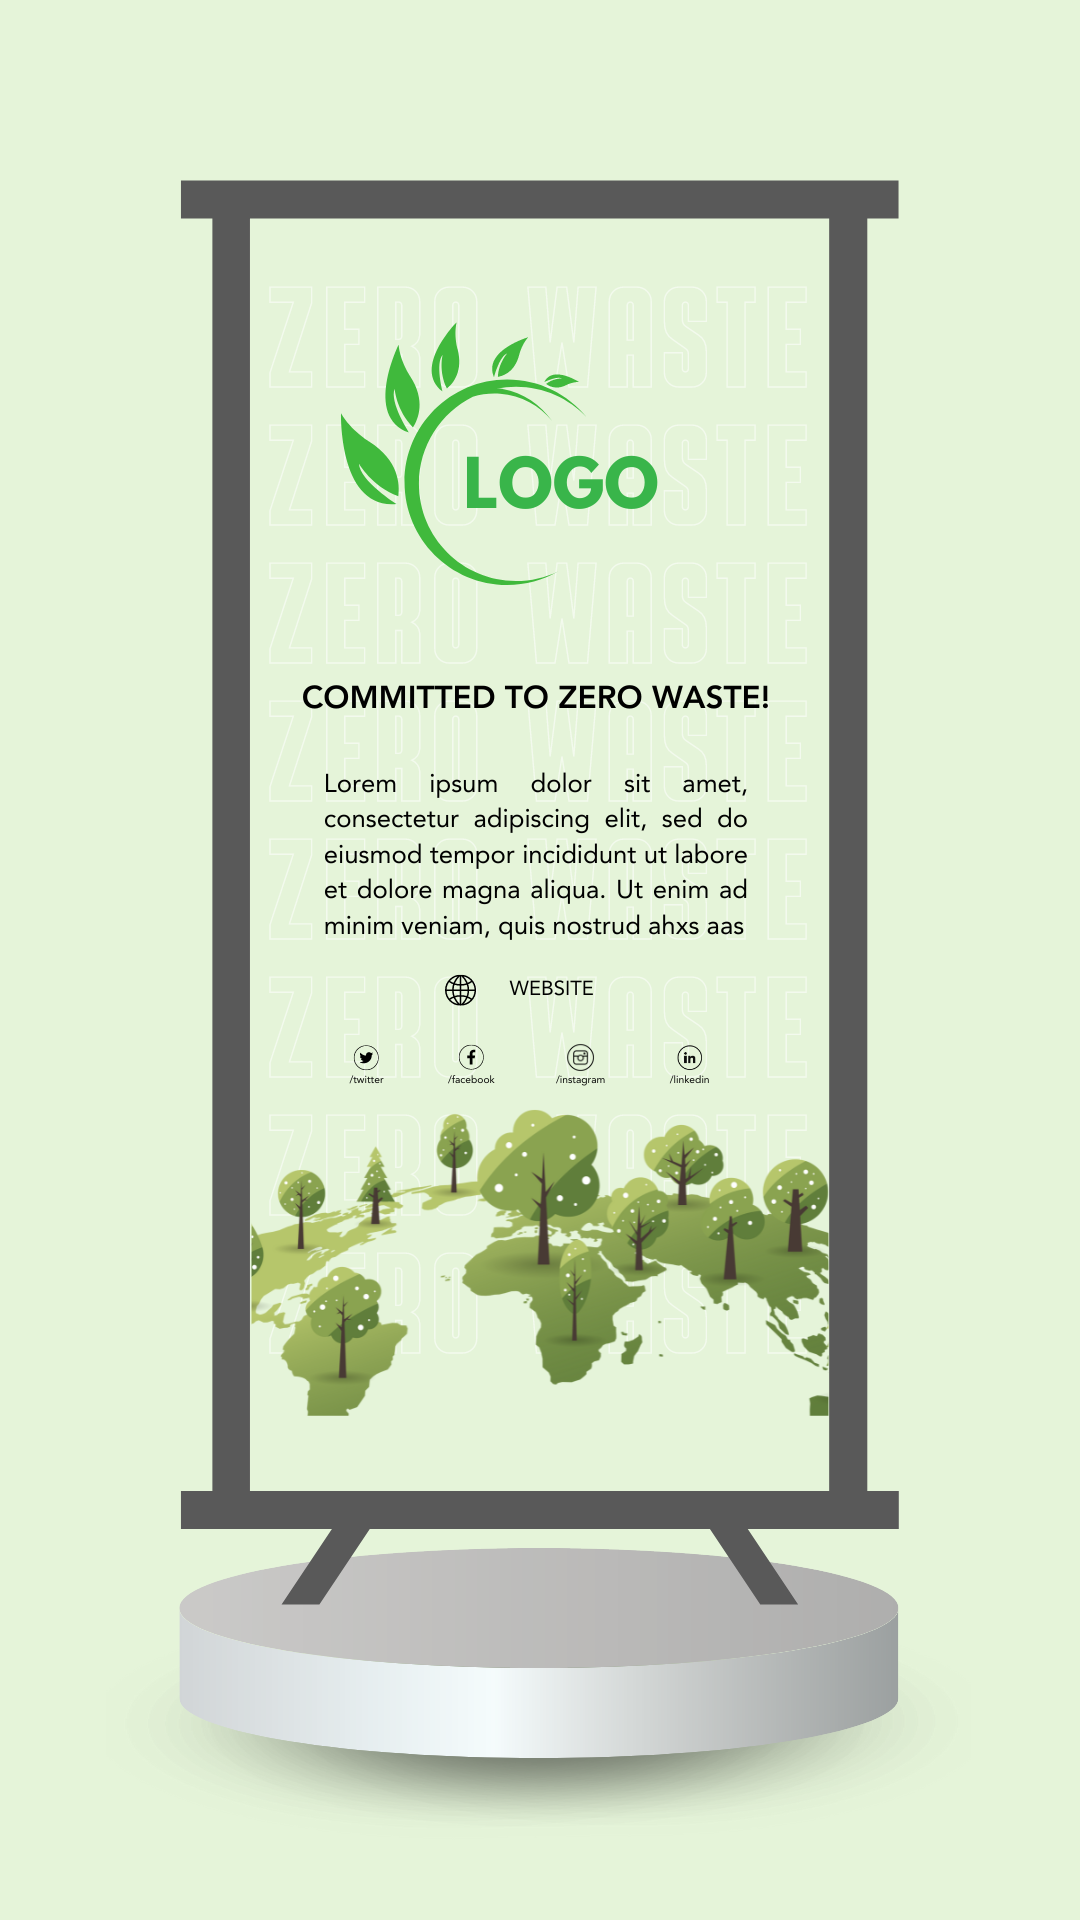 ZERO WASTE
ZERO WASTE
LOGO
ZERO WASTE
COMMITTED TO ZERO WASTE!
ZERO WASTE
Lorem ipsum dolor sit amet,
consectetur adipiscing elit, sed do
eiusmod tempor incididunt ut labore
et dolore magna aliqua. Ut enim ad
minim veniam, quis nostrud ahxs aas
ZERO WASTE
WEBSITE
ZERO WASTE
/twitter /facebook /instagram /linkedin
ZERO WASTE
ZERO WASTE